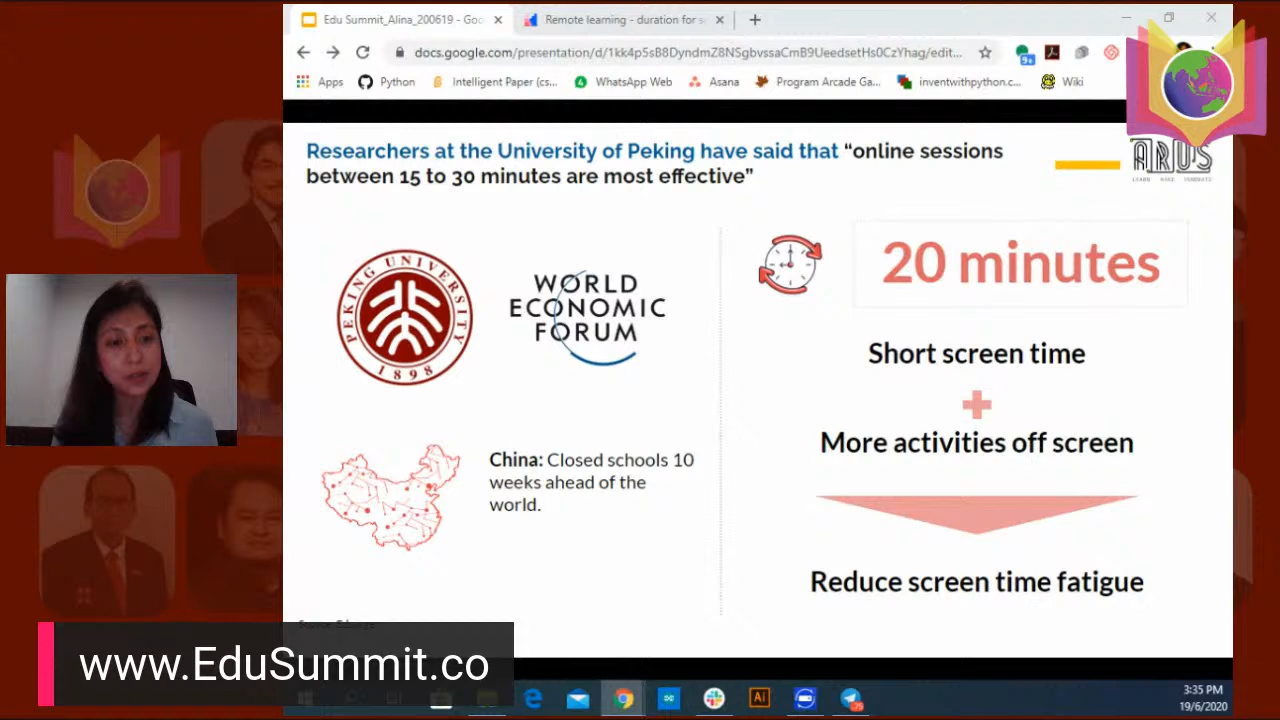 Edu Summit_Alina_200619 - Goo
Remote learning - duration for s
docs.google.com/presentation/d/1kk4pSsB8DyndmZ8NSgbvssaCmB9UeedsetHs0CzYhag/edit...
9+
Apps
Python
Intelligent Paper (cs...
WhatsApp Web
Asana
Program Arcade Ga...
inventwithpython.c...
Wiki
Researchers at the University of Peking have said that “online sessions
between 15 to 30 minutes are most effective”
ARUS
PEKING UNIVERSITY
1898
WORLD
ECONOMIC
FORUM
China: Closed schools 10
weeks ahead of the
world.
20 minutes
Short screen time
More activities off screen
Reduce screen time fatigue
www.EduSummit.co
Ai
3:35 PM
19/6/2020